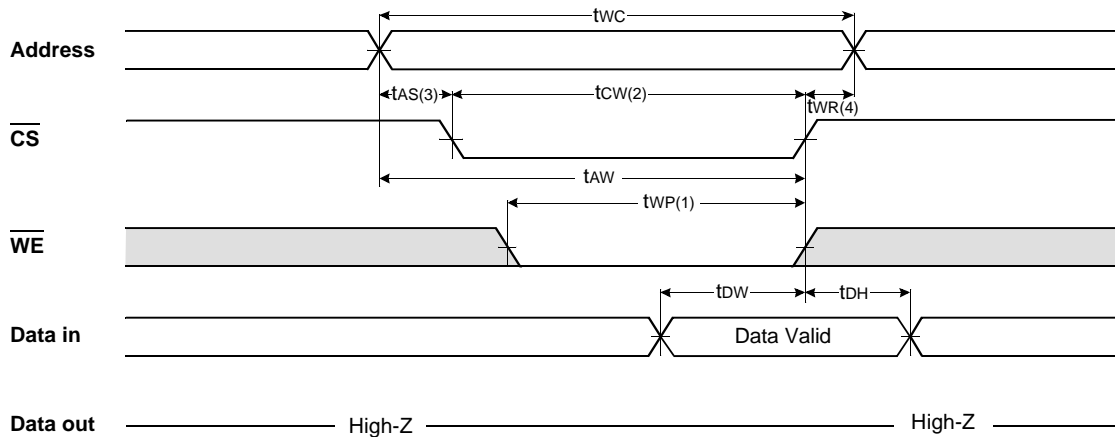 tWC
Address
tAS(3) tCW(2) tWR(4)
CS
tAW
tWP(1)
WE
tDW tDH
Data in Data Valid
Data out High-Z High-Z